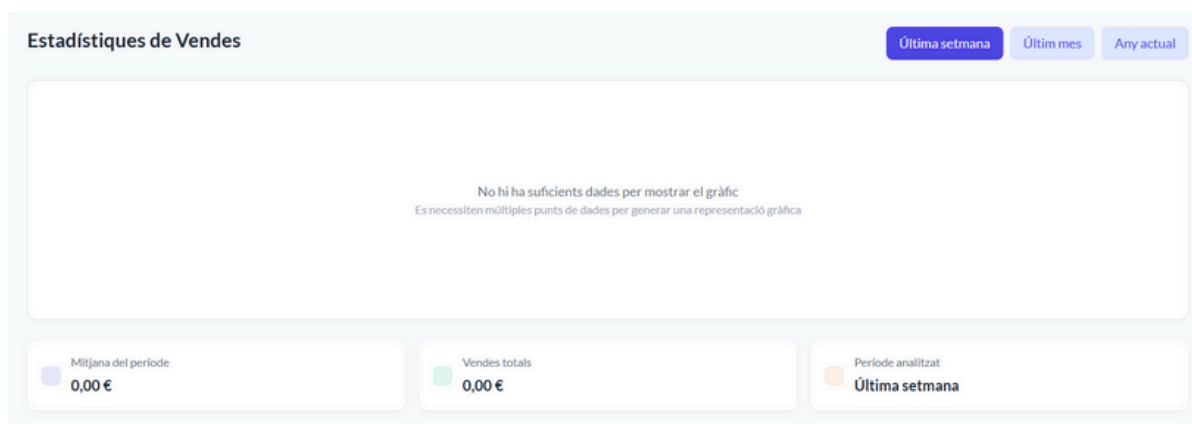 Estadístiques de Vendes
Última setmana
Últim mes
Any actual
No hi ha suficients dades per mostrar el gràfic
Es necessiten múltiples punts de dades per generar una representació gràfica
Mitjana del període
0,00 €
Vendes totals
0,00 €
Període analitzat
Última setmana